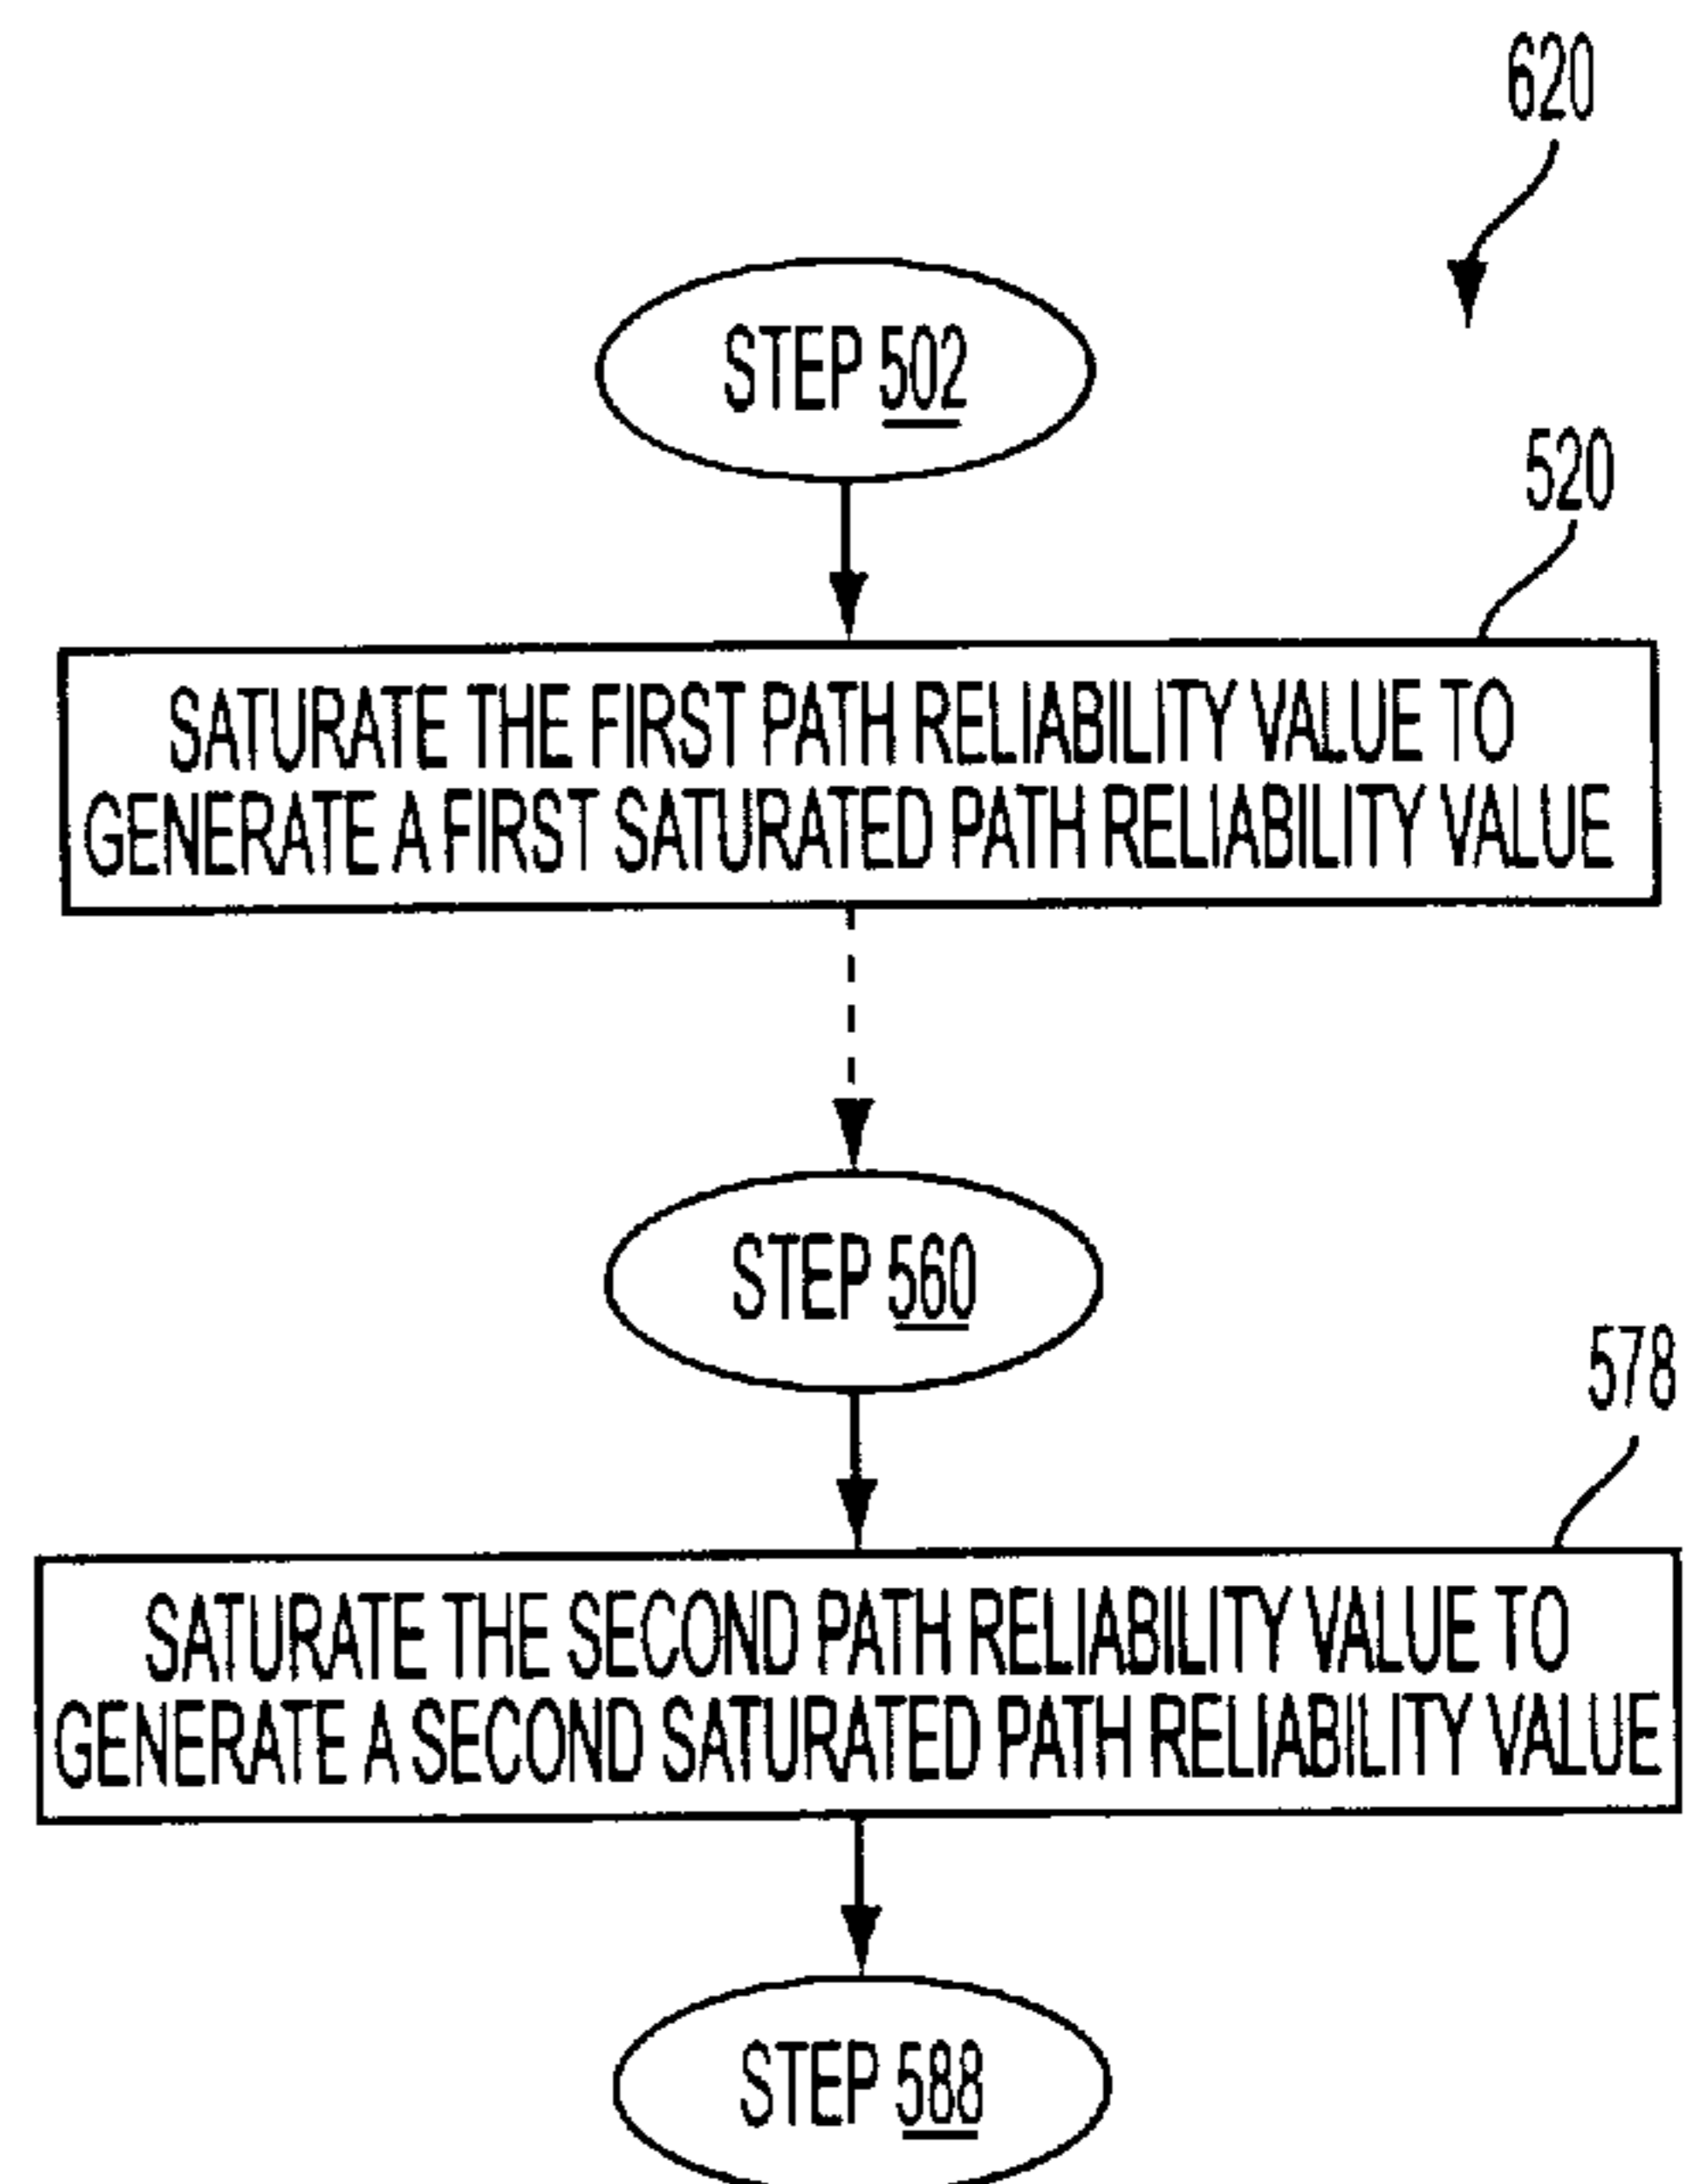 620
STEP 502
520
SATURATE THE FIRST PATH RELIABILITY VALUE TO
GENERATE A FIRST SATURATED PATH RELIABILITY VALUE
STEP 560
578
SATURATE THE SECOND PATH RELIABILITY VALUE TO
GENERATE A SECOND SATURATED PATH RELIABILITY VALUE
STEP 588